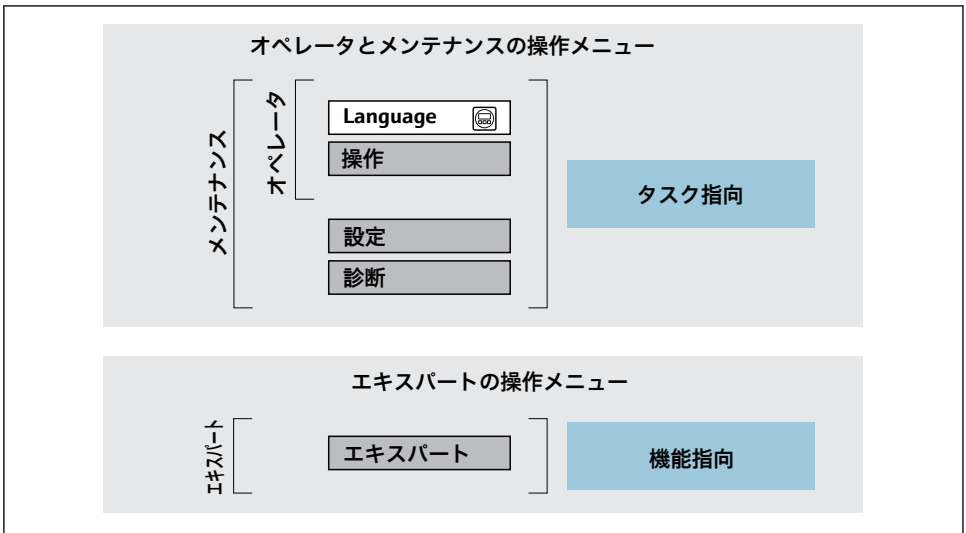 オペレータとメンテナンスの操作メニュー
メンテナンス
オペレータ
Language
操作
設定
診断
タスク指向
エキスパートの操作メニュー
エキスパート
エキスパート
機能指向